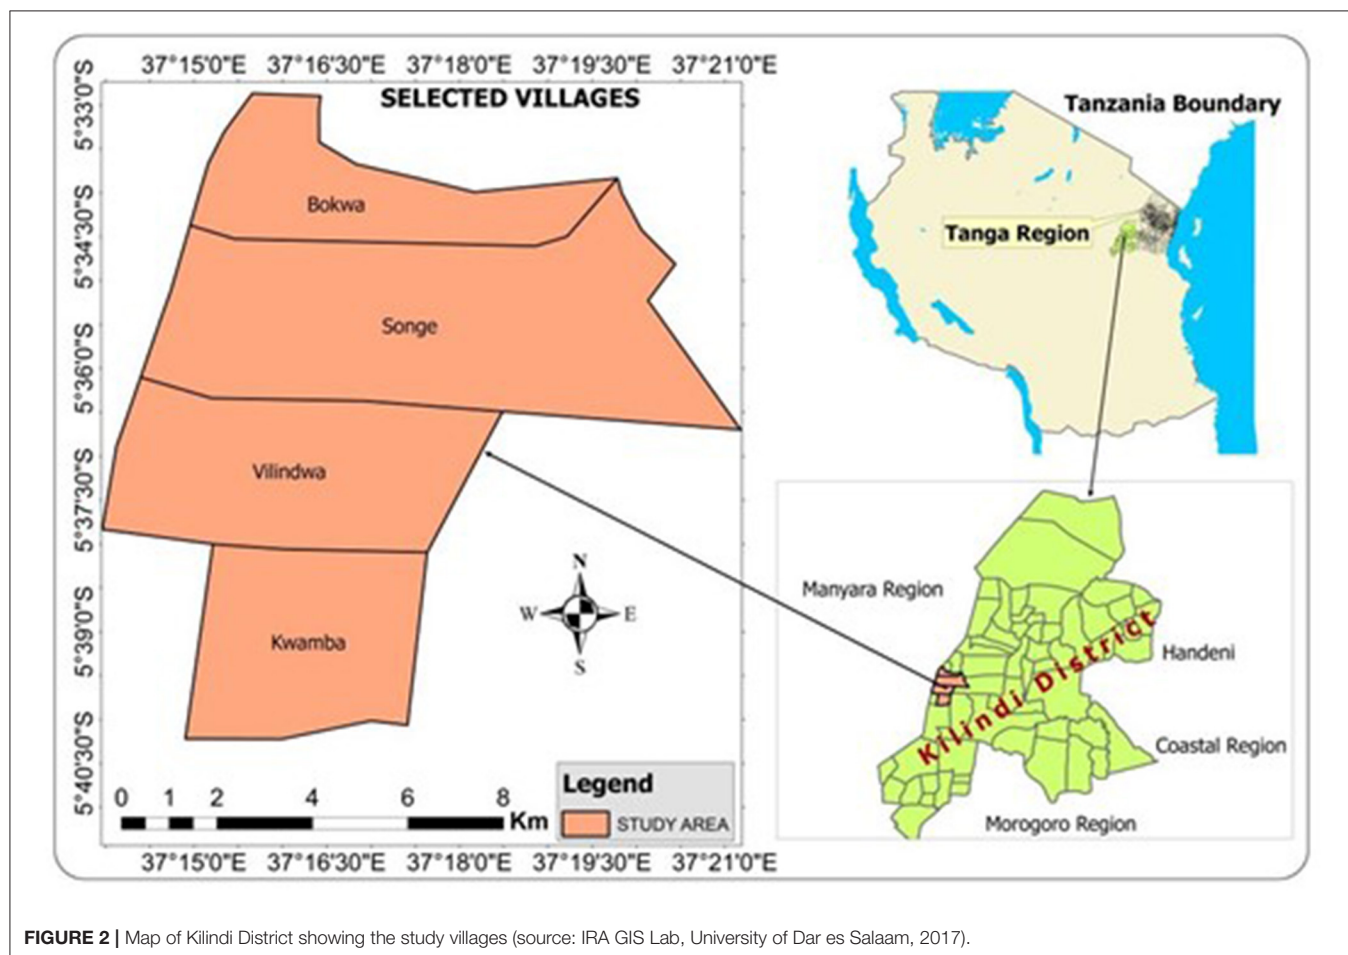 37°15'0"E 37°16'30"E 37°18'0"E 37°19'30"E 37°21'0"E
SELECTED VILLAGES
5°33'0"S
5°34'30"S
5°36'0"S
5°37'30"S
5°39'0"S
5°40'30"S
Bokwa
Songe
Vilindwa
Kwamba
N
W E
S
0 1 2 4 6 8
Km
Legend
STUDY AREA
37°15'0"E 37°16'30"E 37°18'0"E 37°19'30"E 37°21'0"E
Tanzania Boundary
Tanga Region
Manyara Region
Handeni
Kilindi District
Coastal Region
Morogoro Region
FIGURE 2 | Map of Kilindi District showing the study villages (source: IRA GIS Lab, University of Dar es Salaam, 2017).